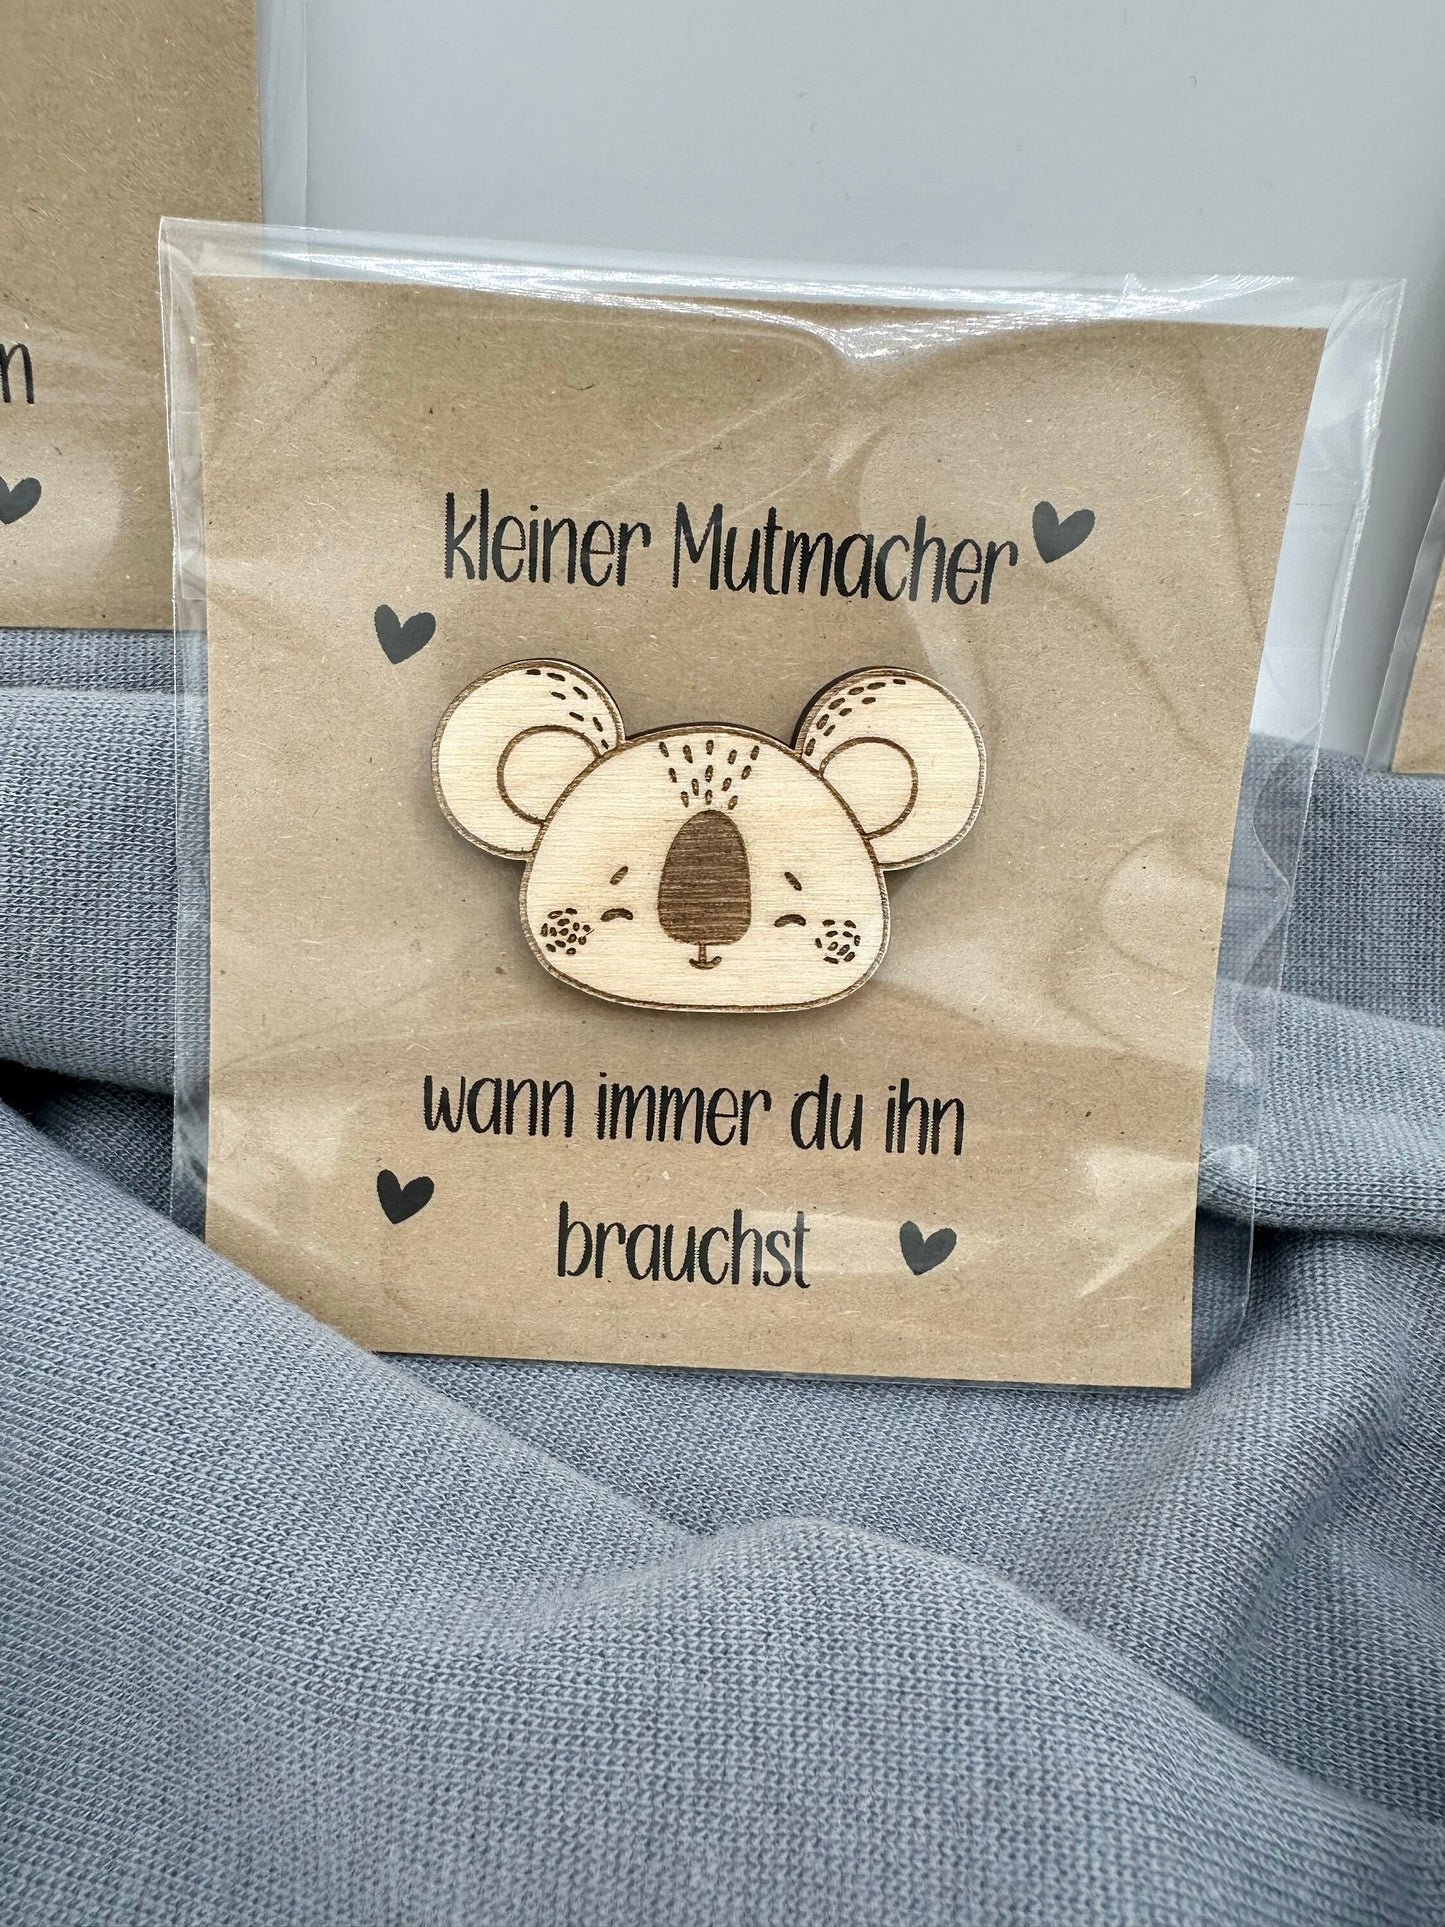 kleiner Mutmacher
wann immer du ihn
brauchst